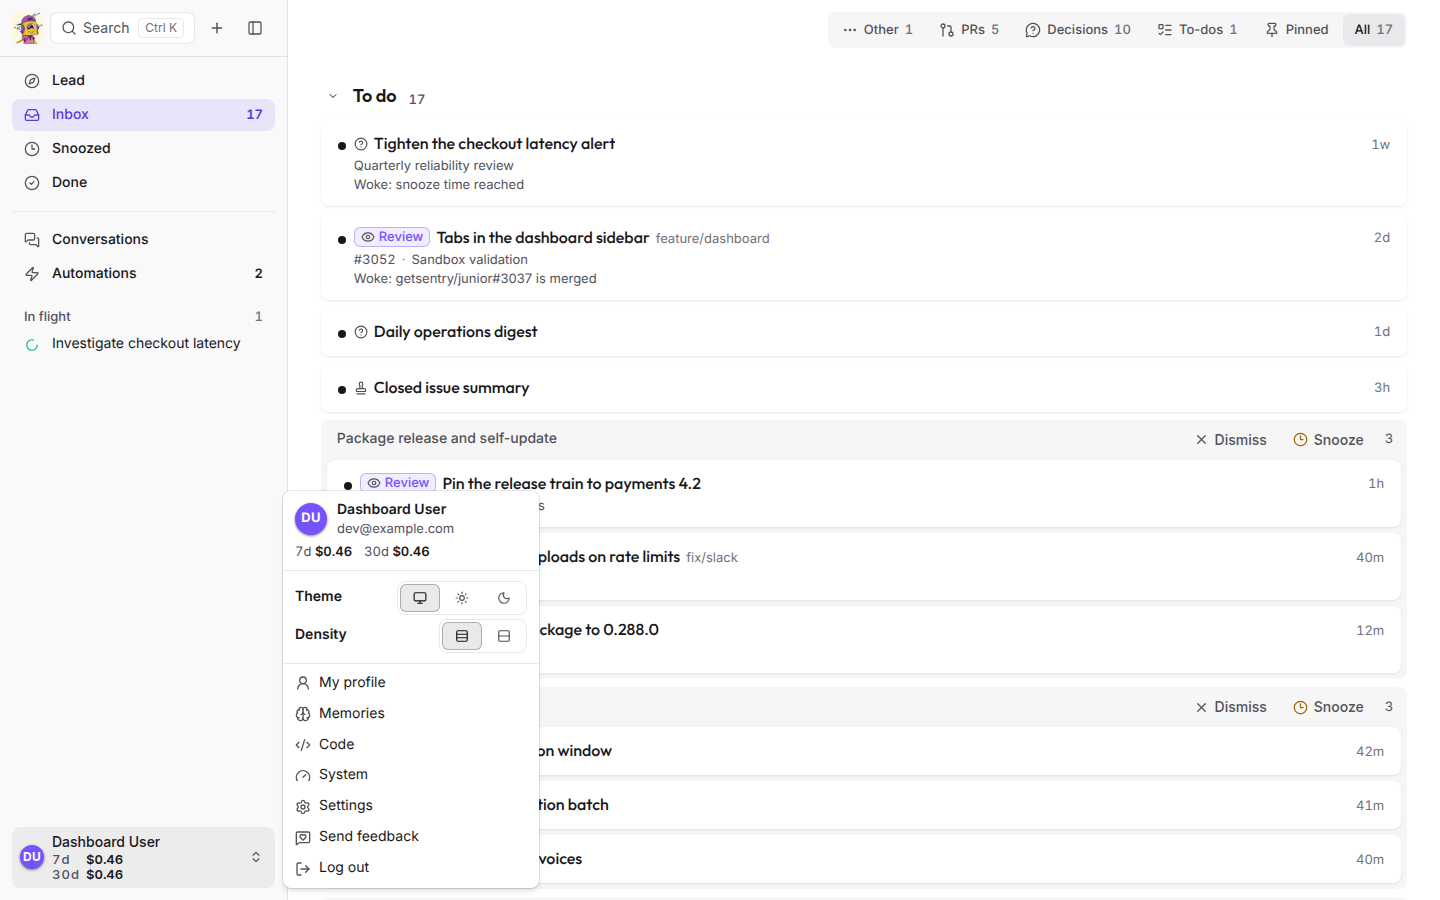 Search Ctrl K
Lead
Inbox 17
Snoozed
Done
Conversations
Automations 2
In flight 1
Investigate checkout latency
DU Dashboard User
7d $0.46
30d $0.46
Other 1 PRs 5 Decisions 10 To-dos 1 Pinned All 17
To do 17
Tighten the checkout latency alert 1w
Quarterly reliability review
Woke: snooze time reached
Review Tabs in the dashboard sidebar feature/dashboard 2d
#3052 · Sandbox validation
Woke: getsentry/junior#3037 is merged
Daily operations digest 1d
Closed issue summary 3h
Package release and self-update Dismiss Snooze 3
Review Pin the release train to payments 4.2 1h
s
ploads on rate limits fix/slack 40m
ckage to 0.288.0 12m
Dismiss Snooze 3
on window 42m
tion batch 41m
voices 40m
DU Dashboard User
dev@example.com
7d $0.46 30d $0.46
Theme
Density
My profile
Memories
Code
System
Settings
Send feedback
Log out